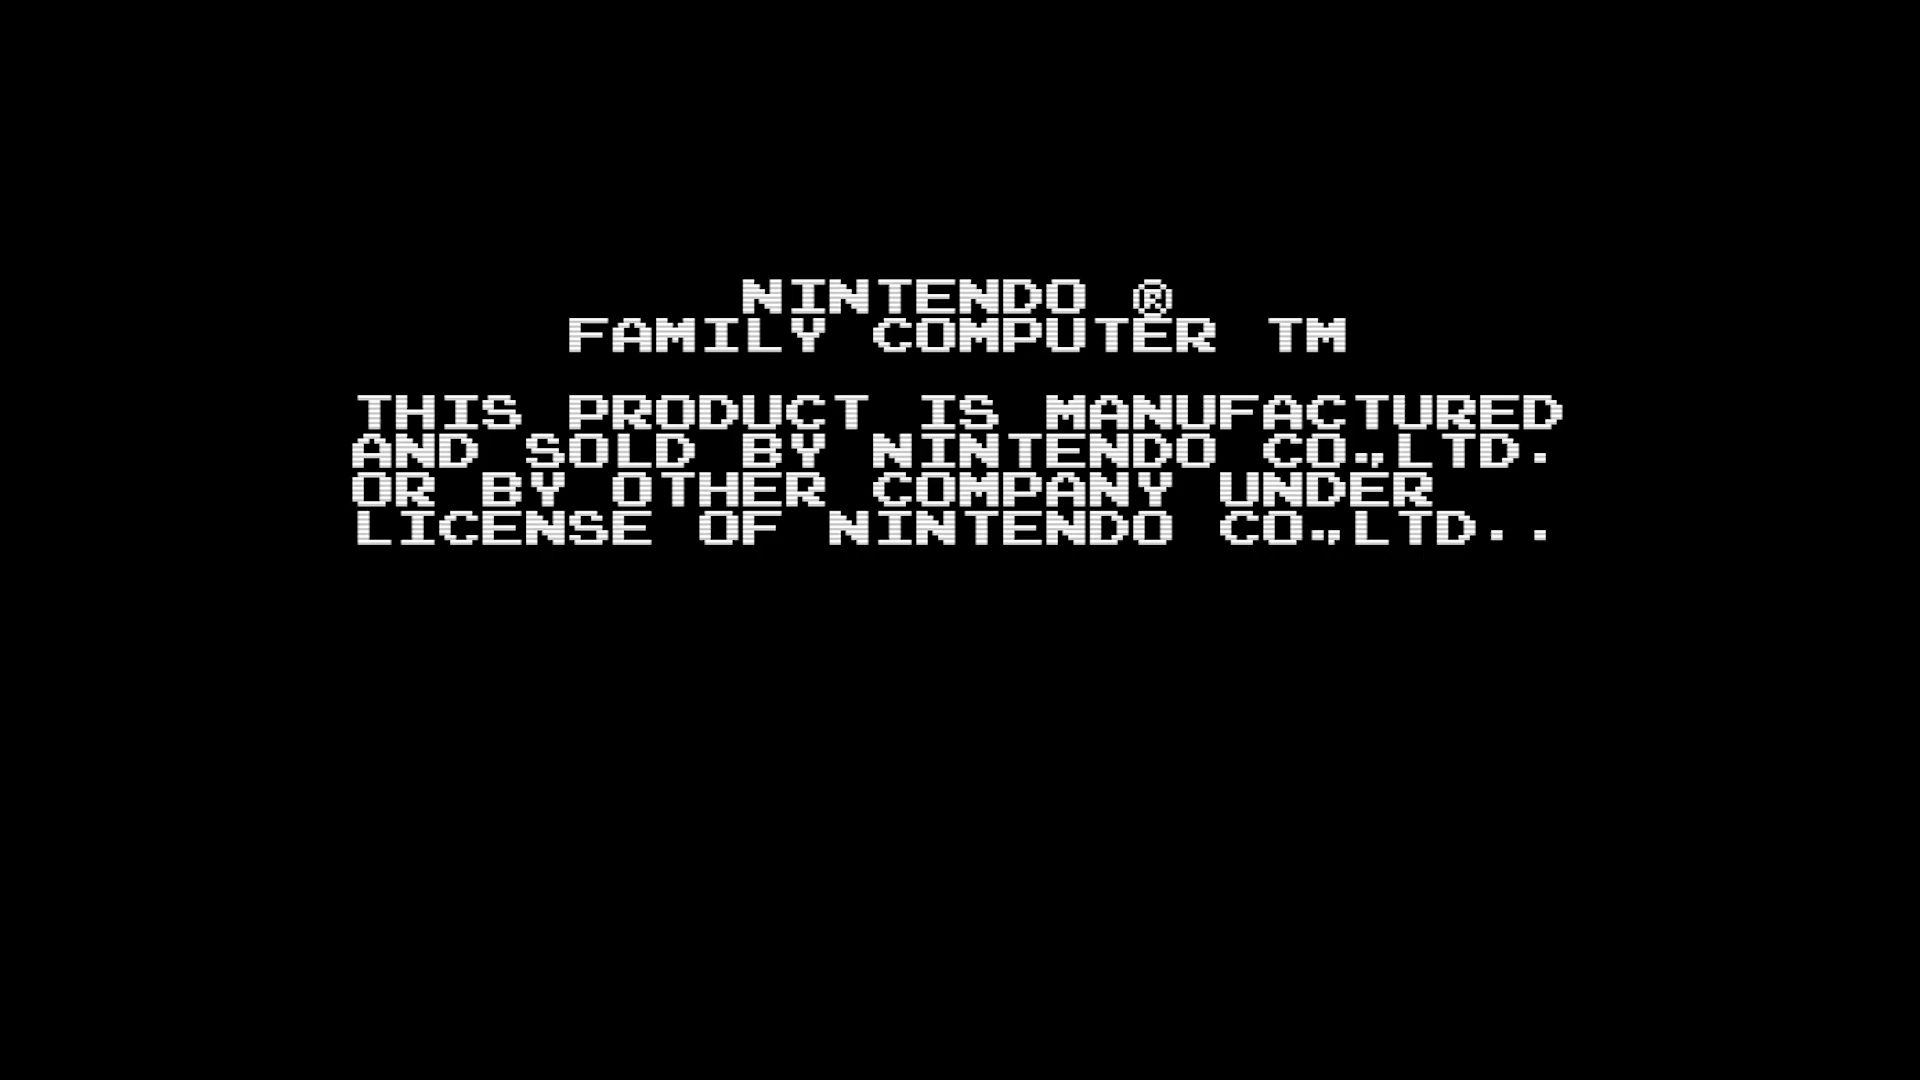 NINTENDO ®
FAMILY COMPUTER TM
THIS PRODUCT IS MANUFACTURED
AND SOLD BY NINTENDO CO.,LTD.
OR BY OTHER COMPANY UNDER
LICENSE OF NINTENDO CO.,LTD..